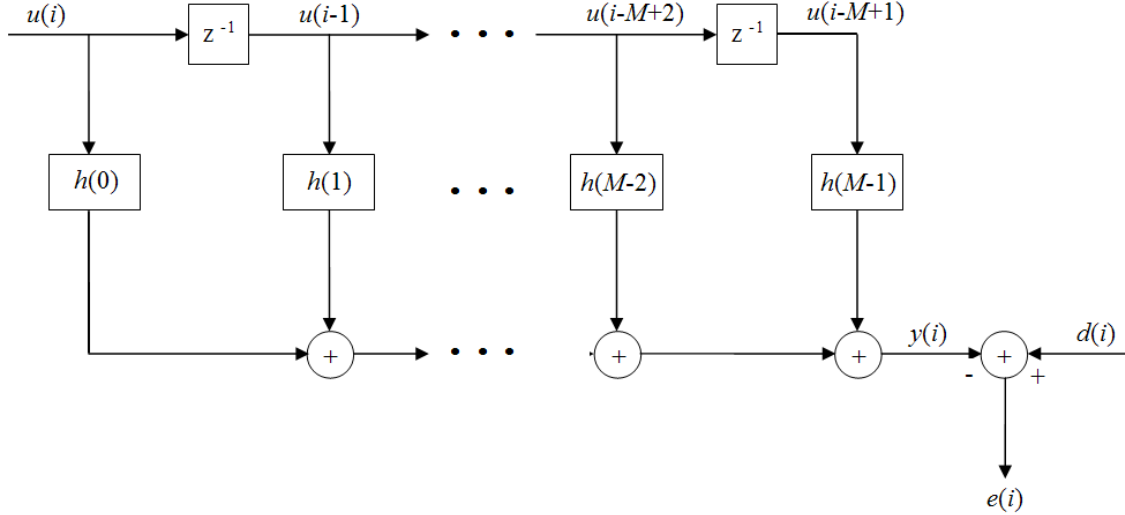 u(i) u(i-1) u(i-M+2) u(i-M+1)
z -1 • • • z -1
h(0) h(1) • • • h(M-2) h(M-1)
+ • • • + + y(i) + d(i)
- +
e(i)